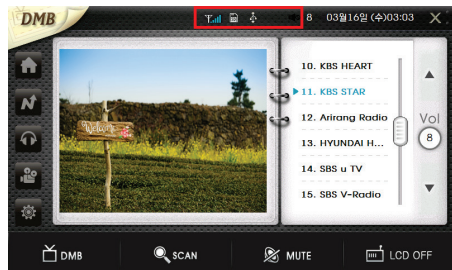 DMB
8 03월16일 (수)03:03 X
10. KBS HEART
11. KBS STAR
12. Arirang Radio
13. HYUNDAI H...
14. SBS u TV
15. SBS V-Radio
Vol
8
Welcome
DMB
SCAN
MUTE
LCD OFF